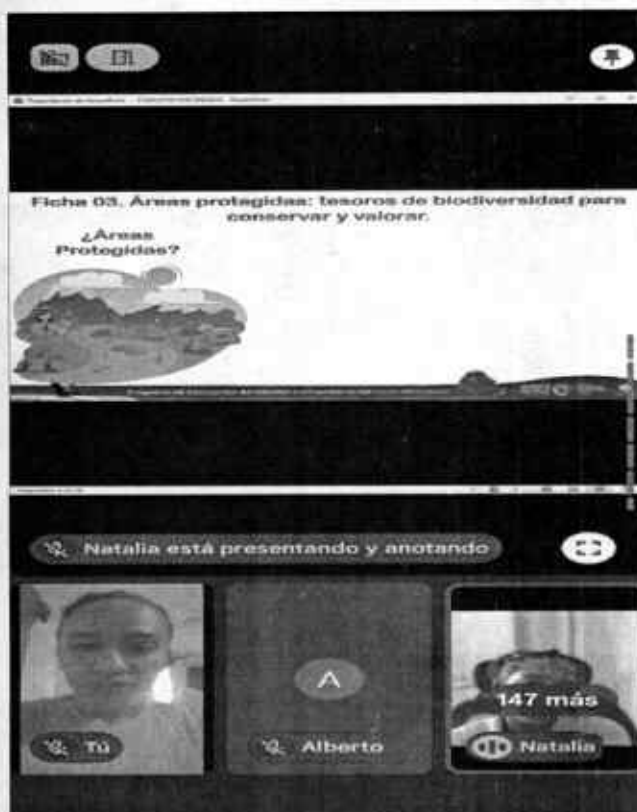 Ficha 03. Áreas protegidas: tesoros de biodiversidad para
conservar y valorar.
¿Áreas
Protegidas?
Natalia está presentando y anotando
A
147 más
Tú
Alberto
Natalia